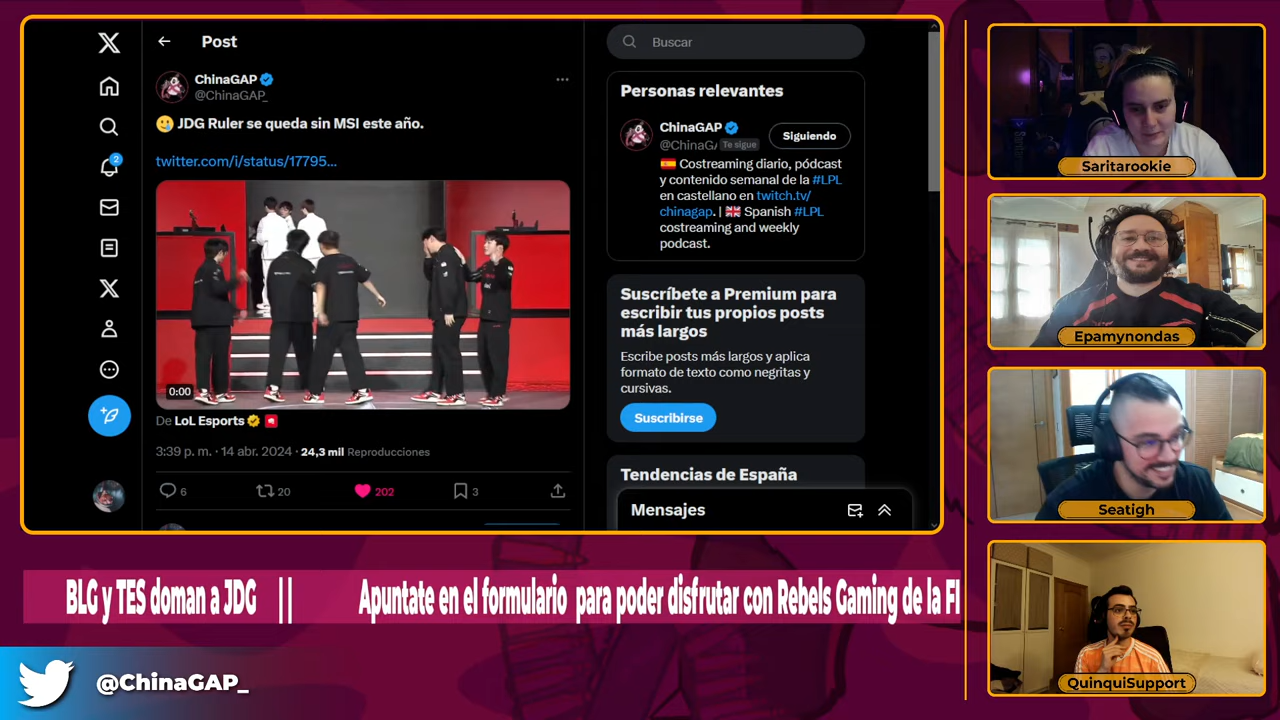 Post
ChinaGAP
@ChinaGAP_
🥲 JDG Ruler se queda sin MSI este año.
twitter.com/i/status/17795...
0:00
De LoL Esports
3:39 p. m. · 14 abr. 2024 · 24,3 mil Reproducciones
6
20
202
3
2
Buscar
Personas relevantes
ChinaGAP
@ChinaGA
Te sigue
Siguiendo
🇪🇸 Costreaming diario, pódcast
y contenido semanal de la #LPL
en castellano en twitch.tv/
chinagap. | 🇬🇧 Spanish #LPL
costreaming and weekly
podcast.
Suscríbete a Premium para
escribir tus propios posts
más largos
Escribe posts más largos y aplica
formato de texto como negritas y
cursivas.
Suscribirse
Tendencias de España
Mensajes
Saritarookie
Epamynondas
Seatigh
QuinquiSupport
BLG y TES doman a JDG || Apuntate en el formulario para poder disfrutar con Rebels Gaming de la
@ChinaGAP_